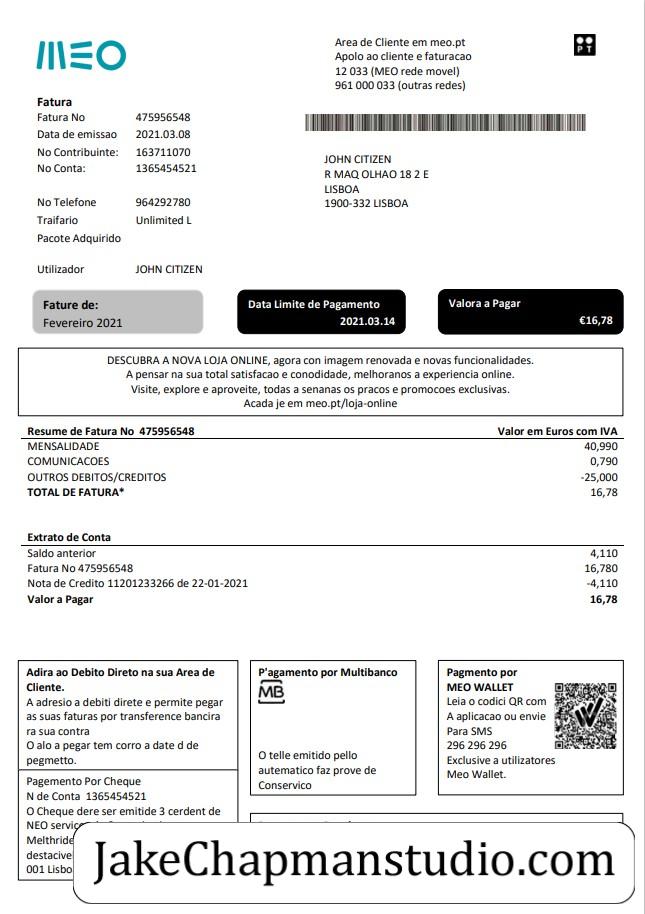 MEO
Area de Cliente em meo.pt
Apolo ao cliente e faturacao
12 033 (MEO rede movel)
961 000 033 (outras redes)
PT
Fatura
Fatura No 475956548
Data de emissao 2021.03.08
No Contribuinte: 163711070
No Conta: 1365454521
JOHN CITIZEN
R MAQ OLHAO 18 2 E
LISBOA
1900-332 LISBOA
No Telefone 964292780
Traifario Unlimited L
Pacote Adquirido
Utilizador JOHN CITIZEN
Fature de:
Fevereiro 2021
Data Limite de Pagamento
2021.03.14
Valora a Pagar
€16,78
DESCUBRA A NOVA LOJA ONLINE, agora con imagem renovada e novas funcionalidades.
A pensar na sua total satisfacao e conodidade, melhoranos a experiencia online.
Visite, explore e aproveite, todas a senanas os pracos e promocoes exclusivas.
Acada je em meo.pt/loja-online
Resume de Fatura No 475956548 Valor em Euros com IVA
MENSALIDADE 40,990
COMUNICACOES 0,790
OUTROS DEBITOS/CREDITOS -25,000
TOTAL DE FATURA* 16,78
Extrato de Conta
Saldo anterior 4,110
Fatura No 475956548 16,780
Nota de Credito 11201233266 de 22-01-2021 -4,110
Valor a Pagar 16,78
Adira ao Debito Direto na sua Area de
Cliente.
A adresio a debiti direte e permite pegar
as suas faturas por transference bancira
ra sua contra
O alo a pegar tem corro a date d de
pegmetto.
Pagemento Por Cheque
N de Conta 1365454521
O Cheque dere ser emitide 3 cerdent de
NEO servic
Melthride
destacive
001 Lisbo
P'agamento por Multibanco
MB
O telle emitido pello
automatico faz prove de
Conservico
Pagmento por
MEO WALLET
Leia o codici QR com
A aplicacao ou envie
Para SMS
296 296 296
Exclusive a utilizatores
Meo Wallet.
JakeChapmanstudio.com